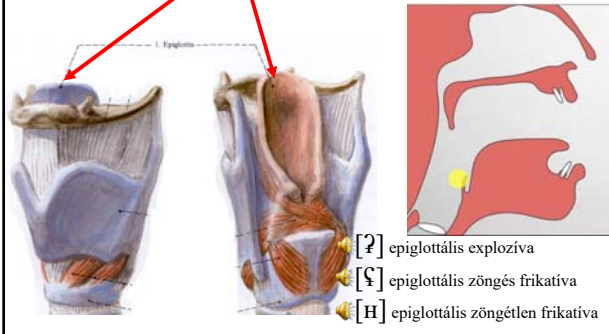 1. Epiglottis
[ʡ] epiglottális explozíva
[ʢ] epiglottális zöngés frikatíva
[ʜ] epiglottális zöngétlen frikatíva